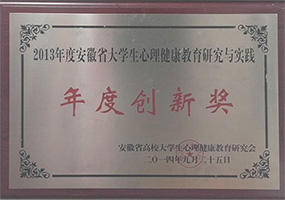 2013年度安徽省大学生心理健康教育研究与实践
年度创新奖
安徽省高校大学生心理健康教育研究会
二〇一四年九月二十五日